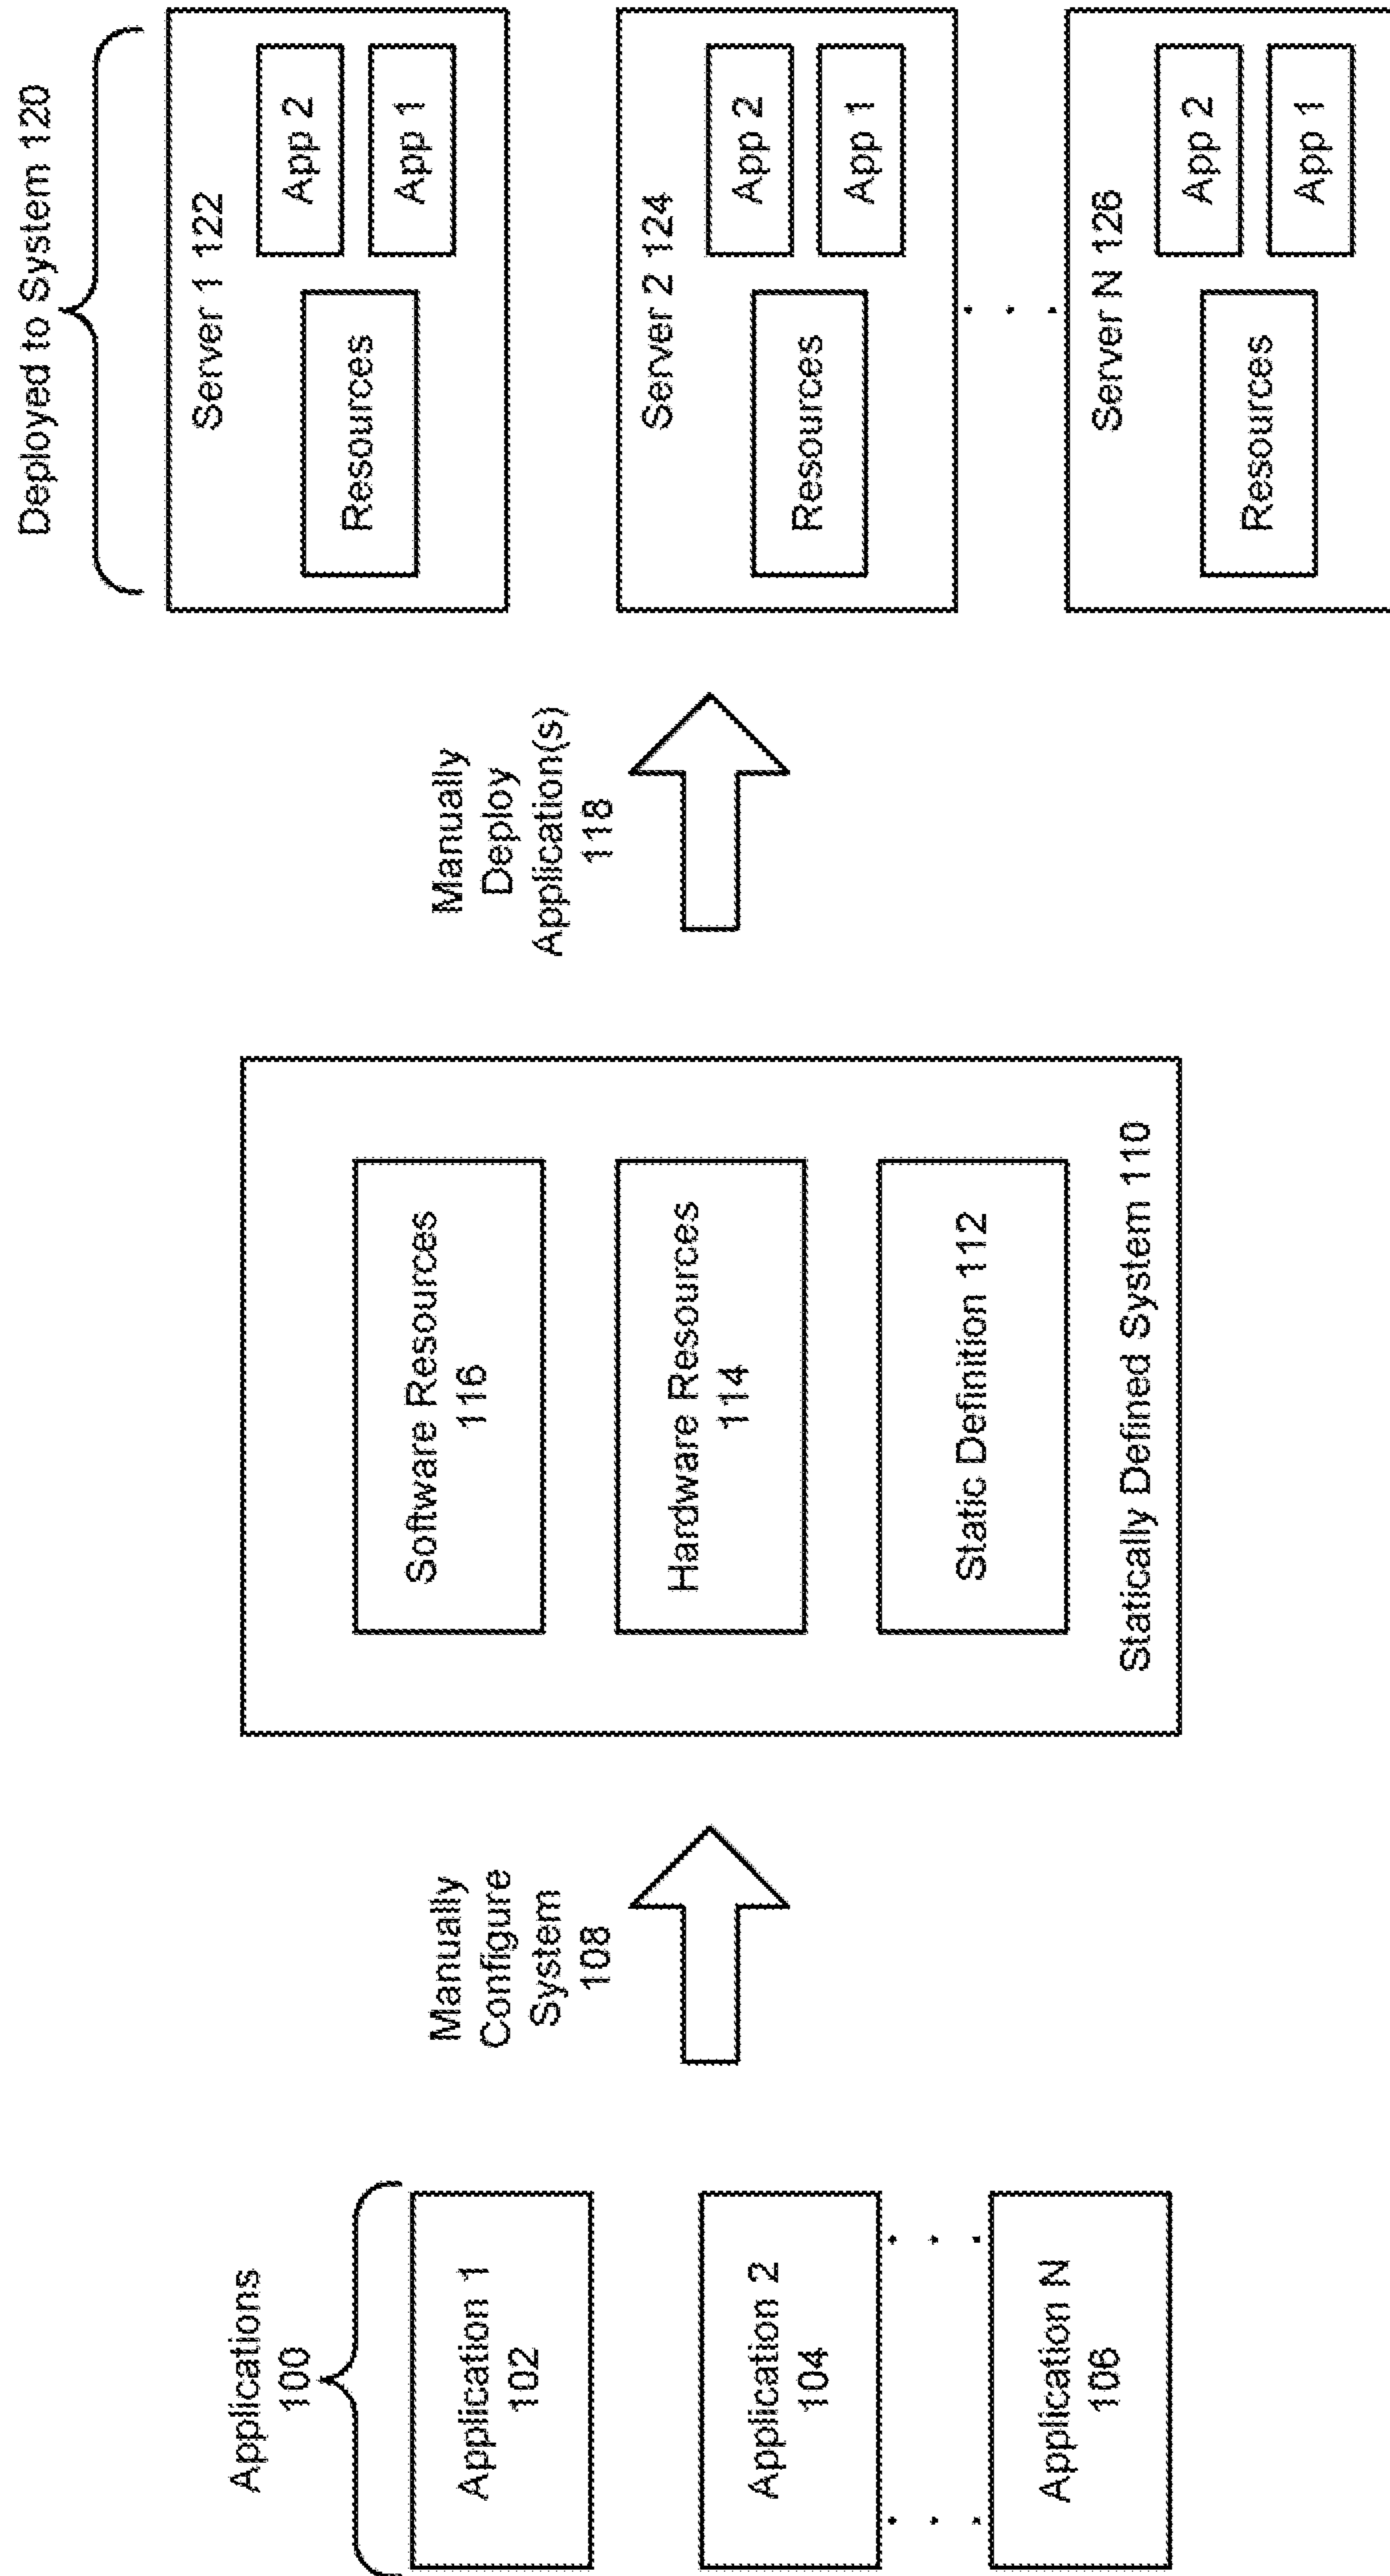 Applications
100
Application 1
102
Application 2
104
Application N
106
Manually
Configure
System
108
Software Resources
116
Hardware Resources
114
Static Definition 112
Statically Defined System 110
Manually
Deploy
Application(s)
118
Deployed to System 120
Server 1 122
Resources
App 2
App 1
Server 2 124
Resources
App 2
App 1
Server N 126
Resources
App 2
App 1